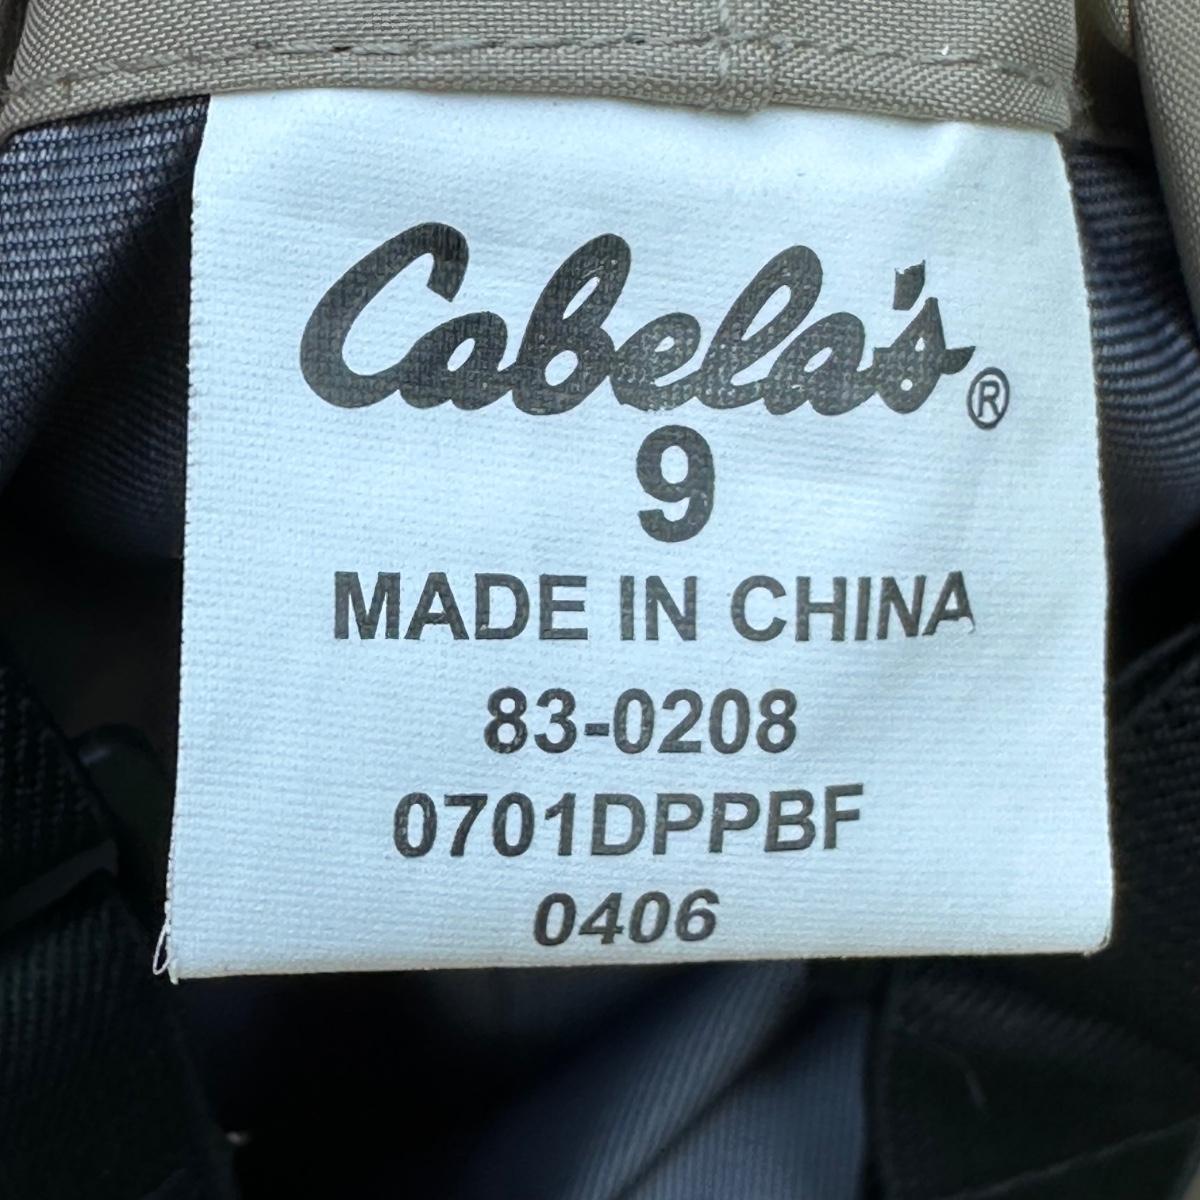 Cabela's®
9
MADE IN CHINA
83-0208
0701DPPBF
0406